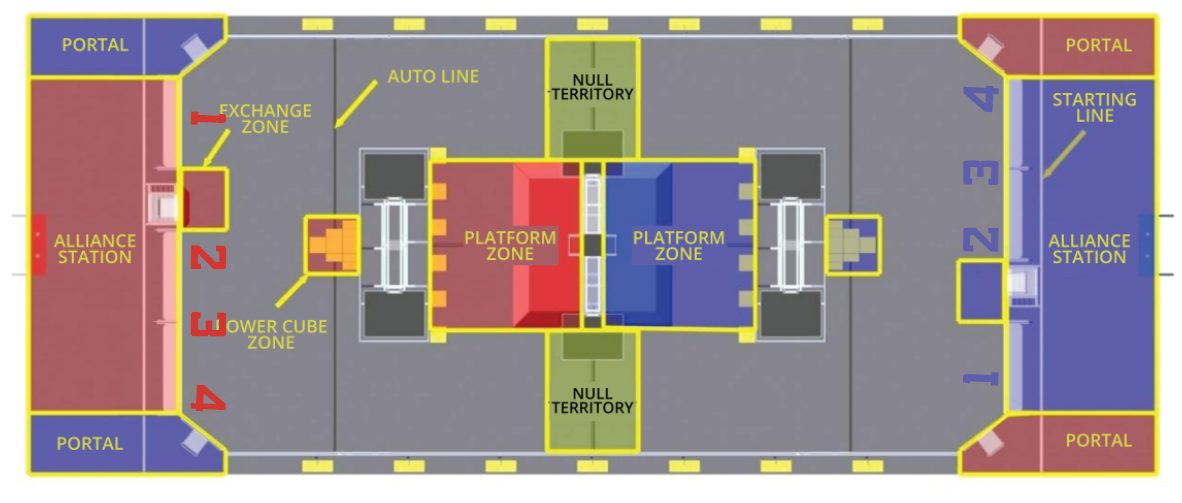 PORTAL
PORTAL
AUTO LINE
NULL
TERRITORY
EXCHANGE
ZONE
STARTING
LINE
1
4
3
2
1
ALLIANCE
STATION
2
3
4
PLATFORM
ZONE
PLATFORM
ZONE
ALLIANCE
STATION
POWER CUBE
ZONE
NULL
TERRITORY
PORTAL
PORTAL